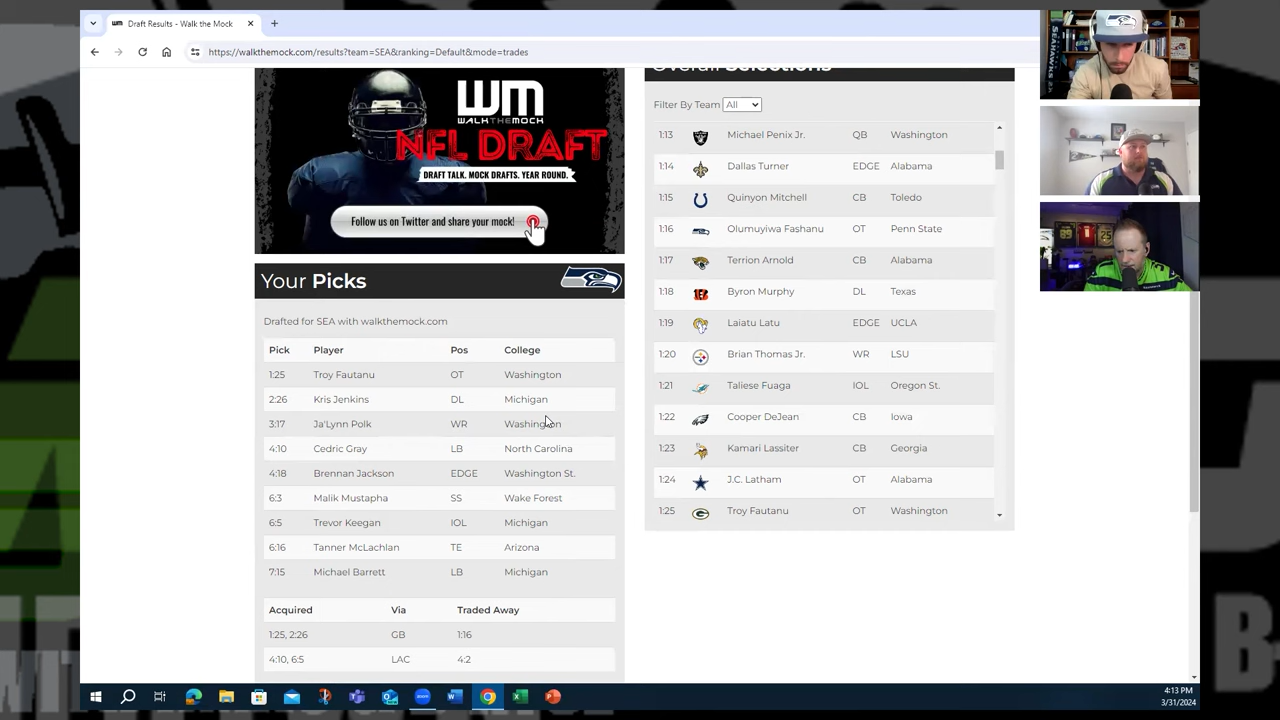 Draft Results - Walk the Mock
https://walkthemock.com/results?team=SEA&ranking=Default&mode=trades
WM
WALKTHEMOCK
NFL DRAFT
DRAFT TALK. MOCK DRAFTS. YEAR ROUND.
Follow us on Twitter and share your mock!
Your Picks
Drafted for SEA with walkthemock.com
Pick Player Pos College
1:25 Troy Fautanu OT Washington
2:26 Kris Jenkins DL Michigan
3:17 Ja'Lynn Polk WR Washington
4:10 Cedric Gray LB North Carolina
4:18 Brennan Jackson EDGE Washington St.
6:3 Malik Mustapha SS Wake Forest
6:5 Trevor Keegan IOL Michigan
6:16 Tanner McLachlan TE Arizona
7:15 Michael Barrett LB Michigan
Acquired Via Traded Away
1:25, 2:26 GB 1:16
4:10, 6:5 LAC 4:2
Overall Selections
Filter By Team All
1:13 Michael Penix Jr. QB Washington
1:14 Dallas Turner EDGE Alabama
1:15 Quinyon Mitchell CB Toledo
1:16 Olumuyiwa Fashanu OT Penn State
1:17 Terrion Arnold CB Alabama
1:18 Byron Murphy DL Texas
1:19 Laiatu Latu EDGE UCLA
1:20 Brian Thomas Jr. WR LSU
1:21 Taliese Fuaga IOL Oregon St.
1:22 Cooper DeJean CB Iowa
1:23 Kamari Lassiter CB Georgia
1:24 J.C. Latham OT Alabama
1:25 Troy Fautanu OT Washington
SEAHAWKS
4:13 PM
3/31/2024